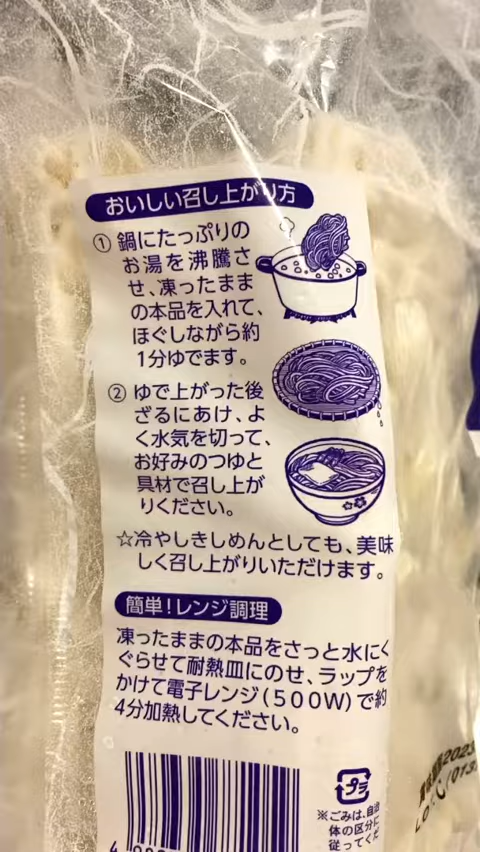 おいしい召し上がり方
① 鍋にたっぷりの
お湯を沸騰さ
せ、凍ったまま
の本品を入れて、
ほぐしながら約
1分ゆでます。
② ゆで上がった後
ざるにあけ、よ
く水気を切って、
お好みのつゆと
具材で召し上が
りください。
☆冷やしきしめんとしても、美味
しく召し上がりいただけます。
簡単!レンジ調理
凍ったままの本品をさっと水にく
ぐらせて耐熱皿にのせ、ラップを
かけて電子レンジ(500W)で約
4分加熱してください。
プラ
※ごみは、自治
体の区分に
従ってくだ